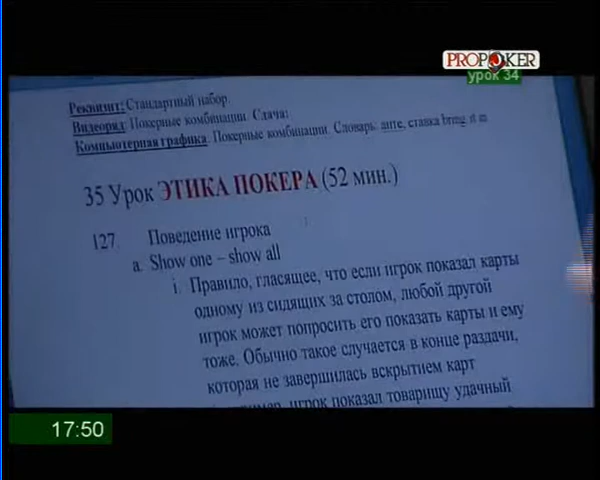 PROPOKER
урок 34
Реквизит: Стандартный набор.
Видеоряд: Покерные комбинации. Сдача:
Компьютерная графика: Покерные комбинации. Словарь: анте, ставка bring it in
35 Урок ЭТИКА ПОКЕРА (52 мин.)
127 Поведение игрока
a. Show one – show all
i. Правило, гласящее, что если игрок показал карты
одному из сидящих за столом, любой другой
игрок может попросить его показать карты и ему
тоже. Обычно такое случается в конце раздачи,
которая не завершилась вскрытием карт
игрок показал товарищу удачный
17:50